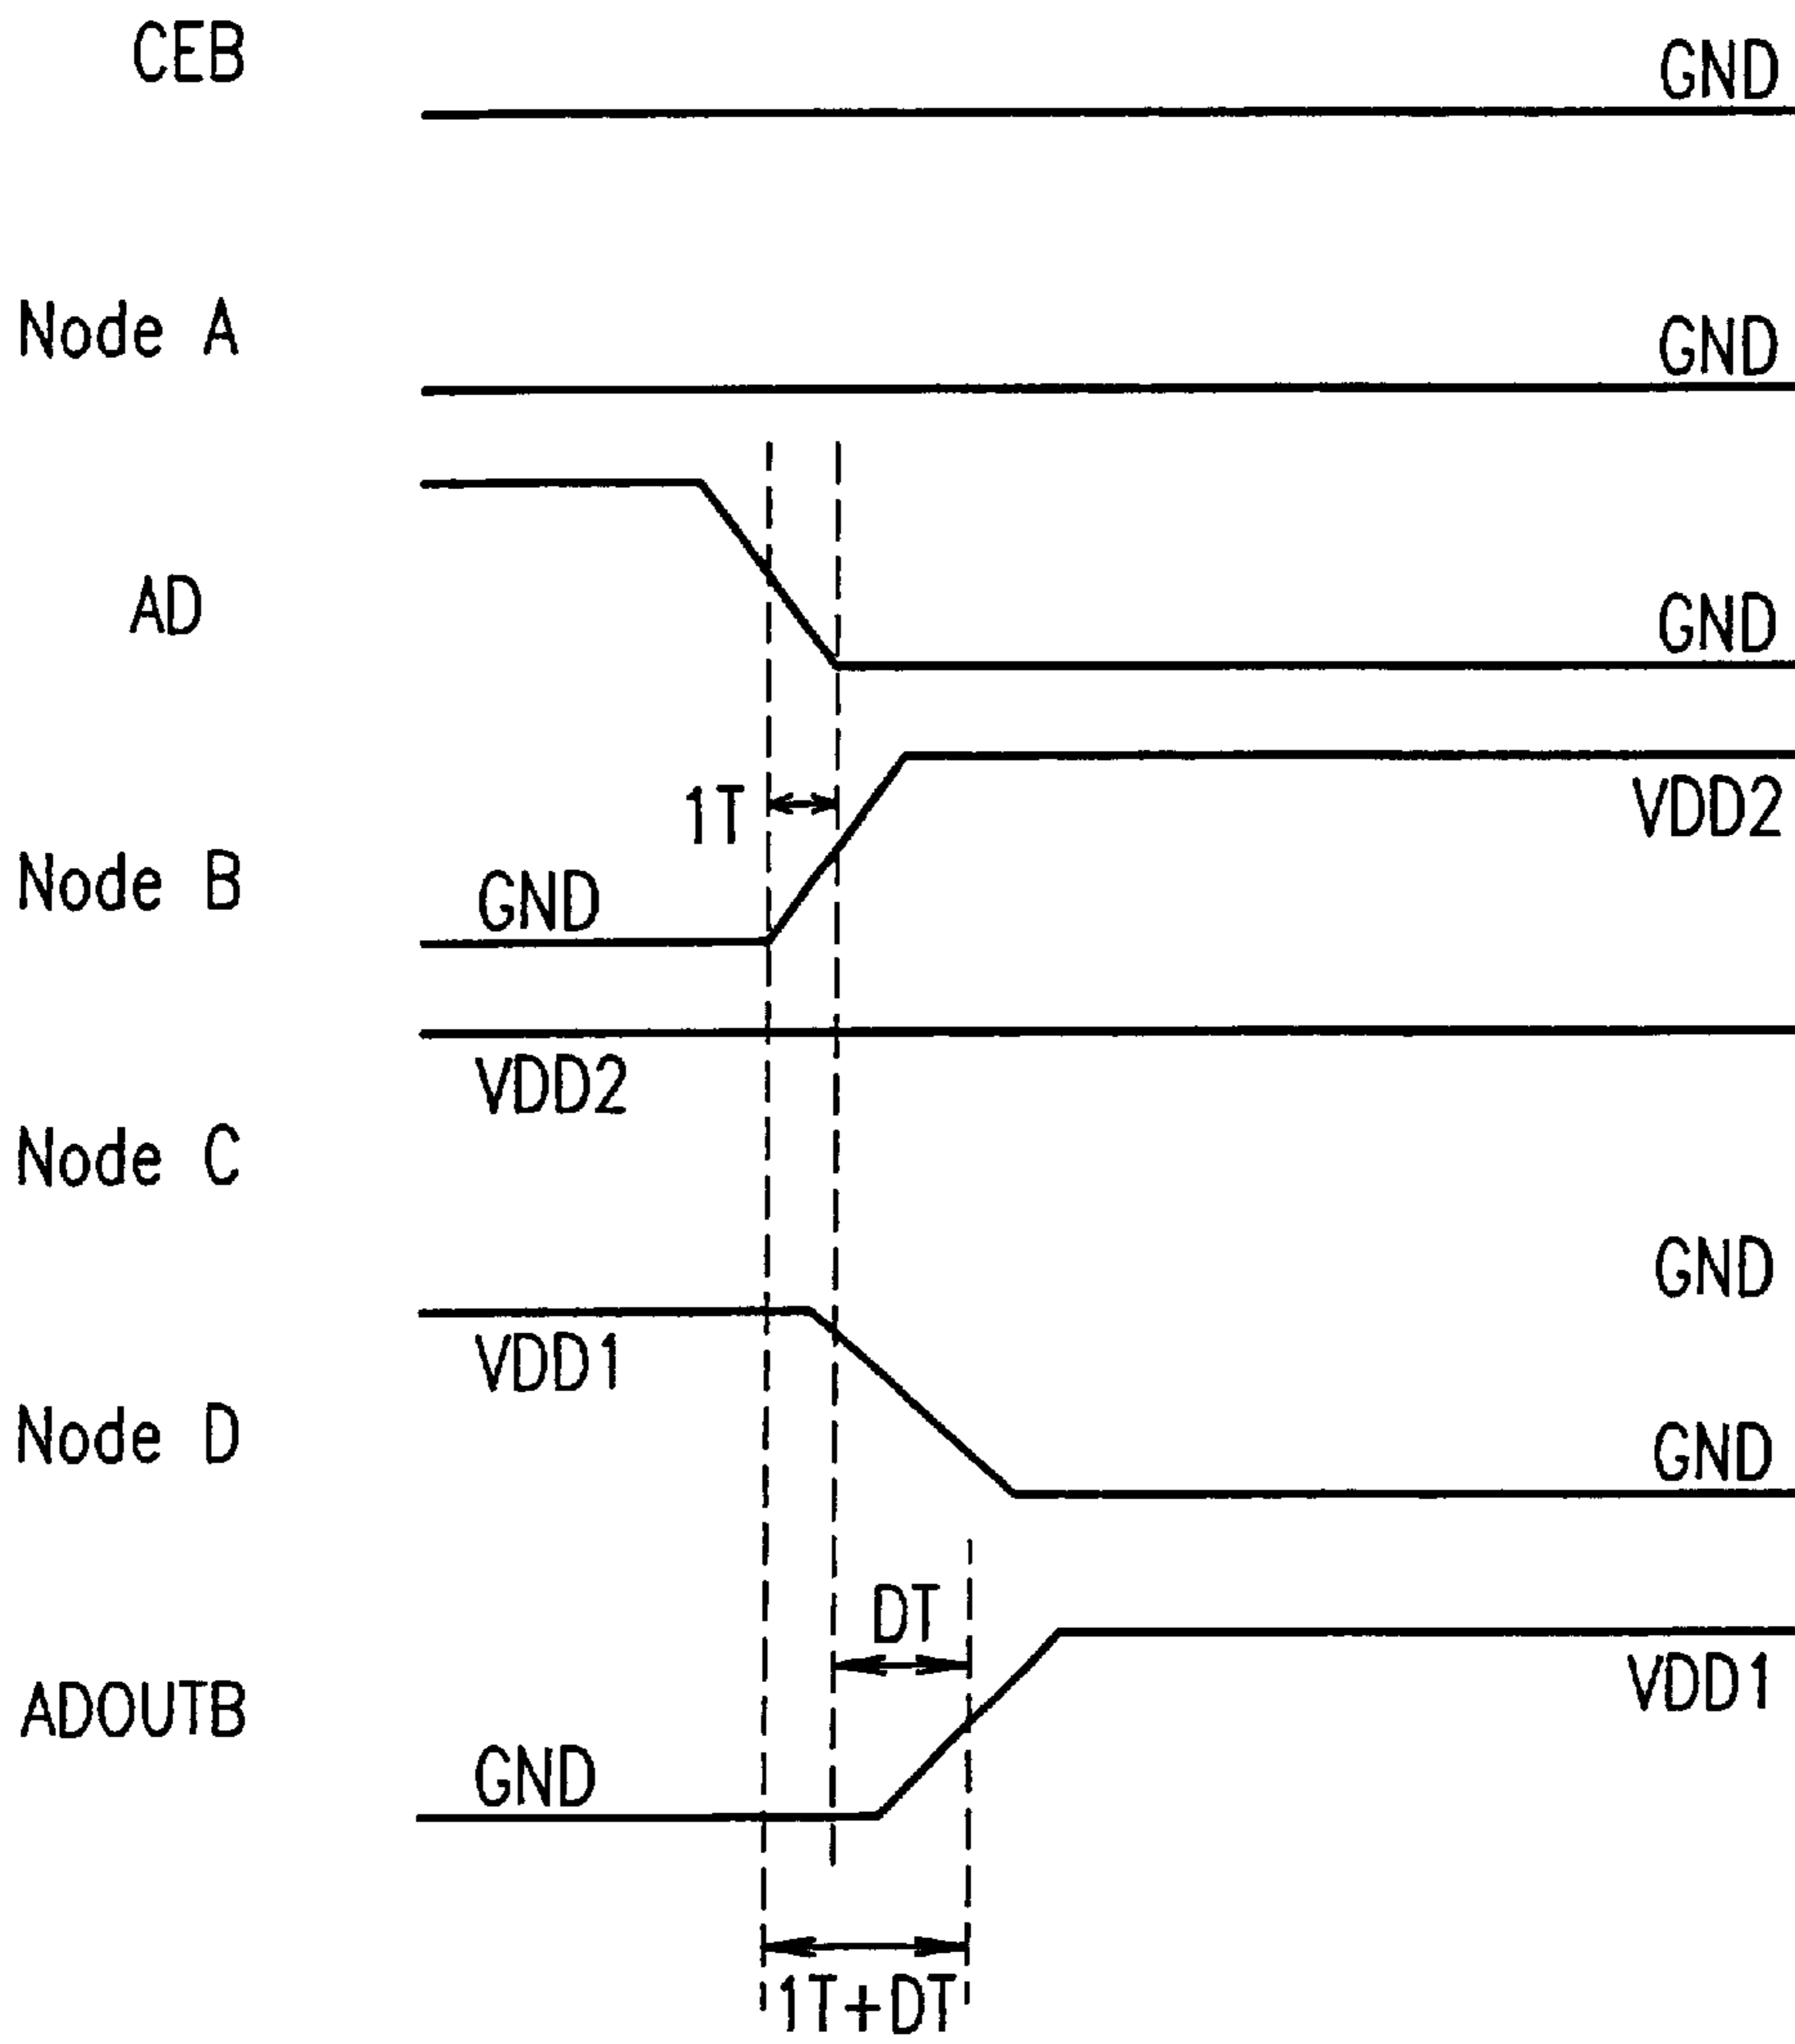 CEB
GND
Node A
GND
AD
GND
1T
VDD2
Node B
GND
VDD2
Node C
GND
VDD1
Node D
GND
DT
ADOUTB
VDD1
GND
1T+DT